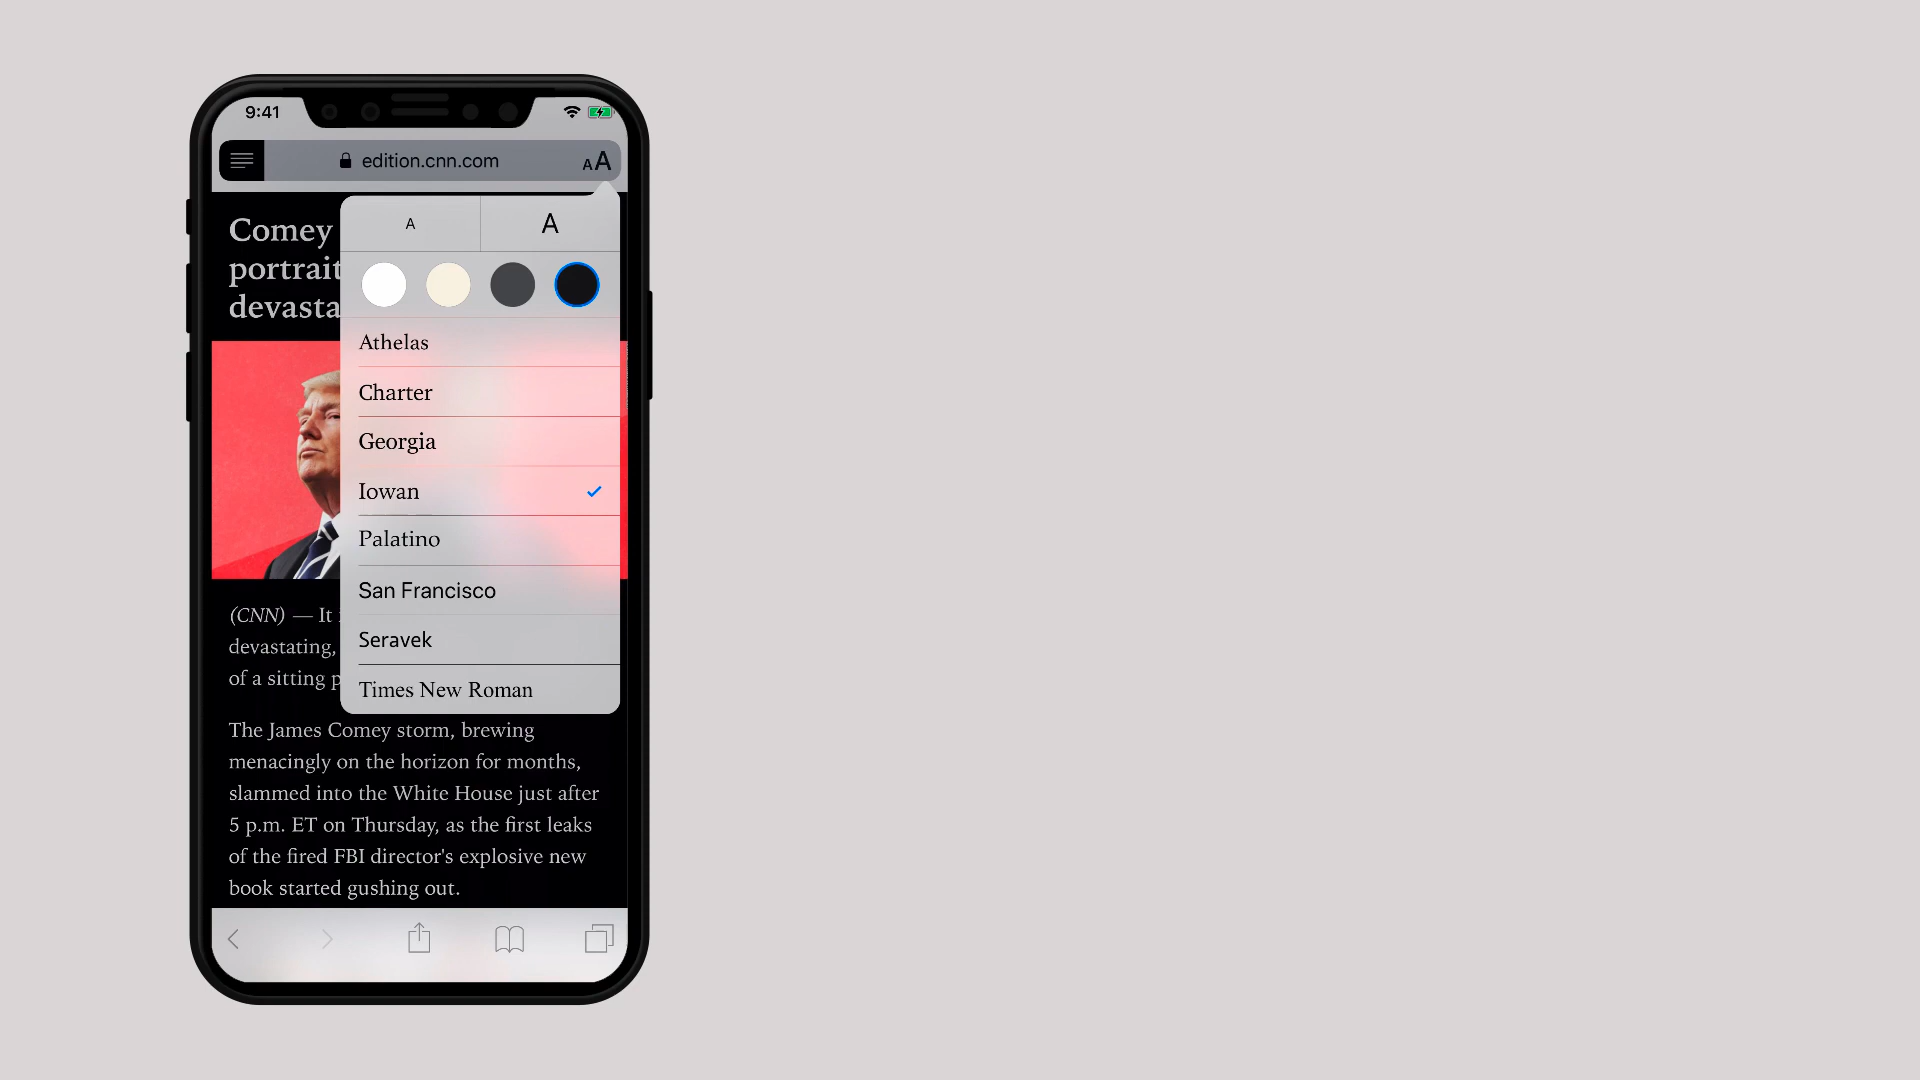 9:41
edition.cnn.com
AA
A A
Comey
portrait
devasta
Athelas
Charter
Georgia
Iowan
Palatino
San Francisco
Seravek
Times New Roman
(CNN) — It
devastating,
of a sitting p
The James Comey storm, brewing
menacingly on the horizon for months,
slammed into the White House just after
5 p.m. ET on Thursday, as the first leaks
of the fired FBI director's explosive new
book started gushing out.